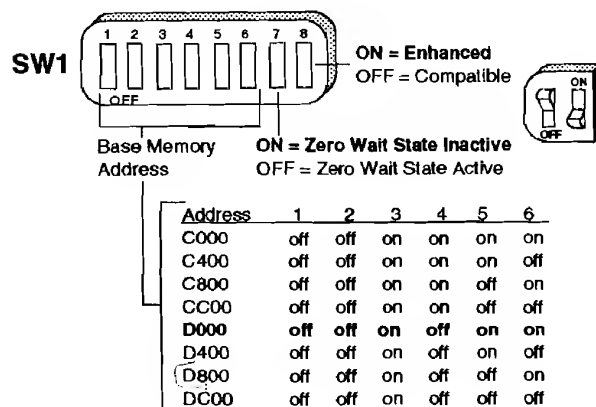 1 2 3 4 5 6 7 8
SW1
OFF
ON = Enhanced
OFF = Compatible
ON
OFF
Base Memory
Address
ON = Zero Wait State Inactive
OFF = Zero Wait State Active
Address 1 2 3 4 5 6
C000 off off on on on on
C400 off off on on on off
C800 off off on on off on
CC00 off off on on off off
D000 off off on off on on
D400 off off on off on off
D800 off off on off off on
DC00 off off on off off off